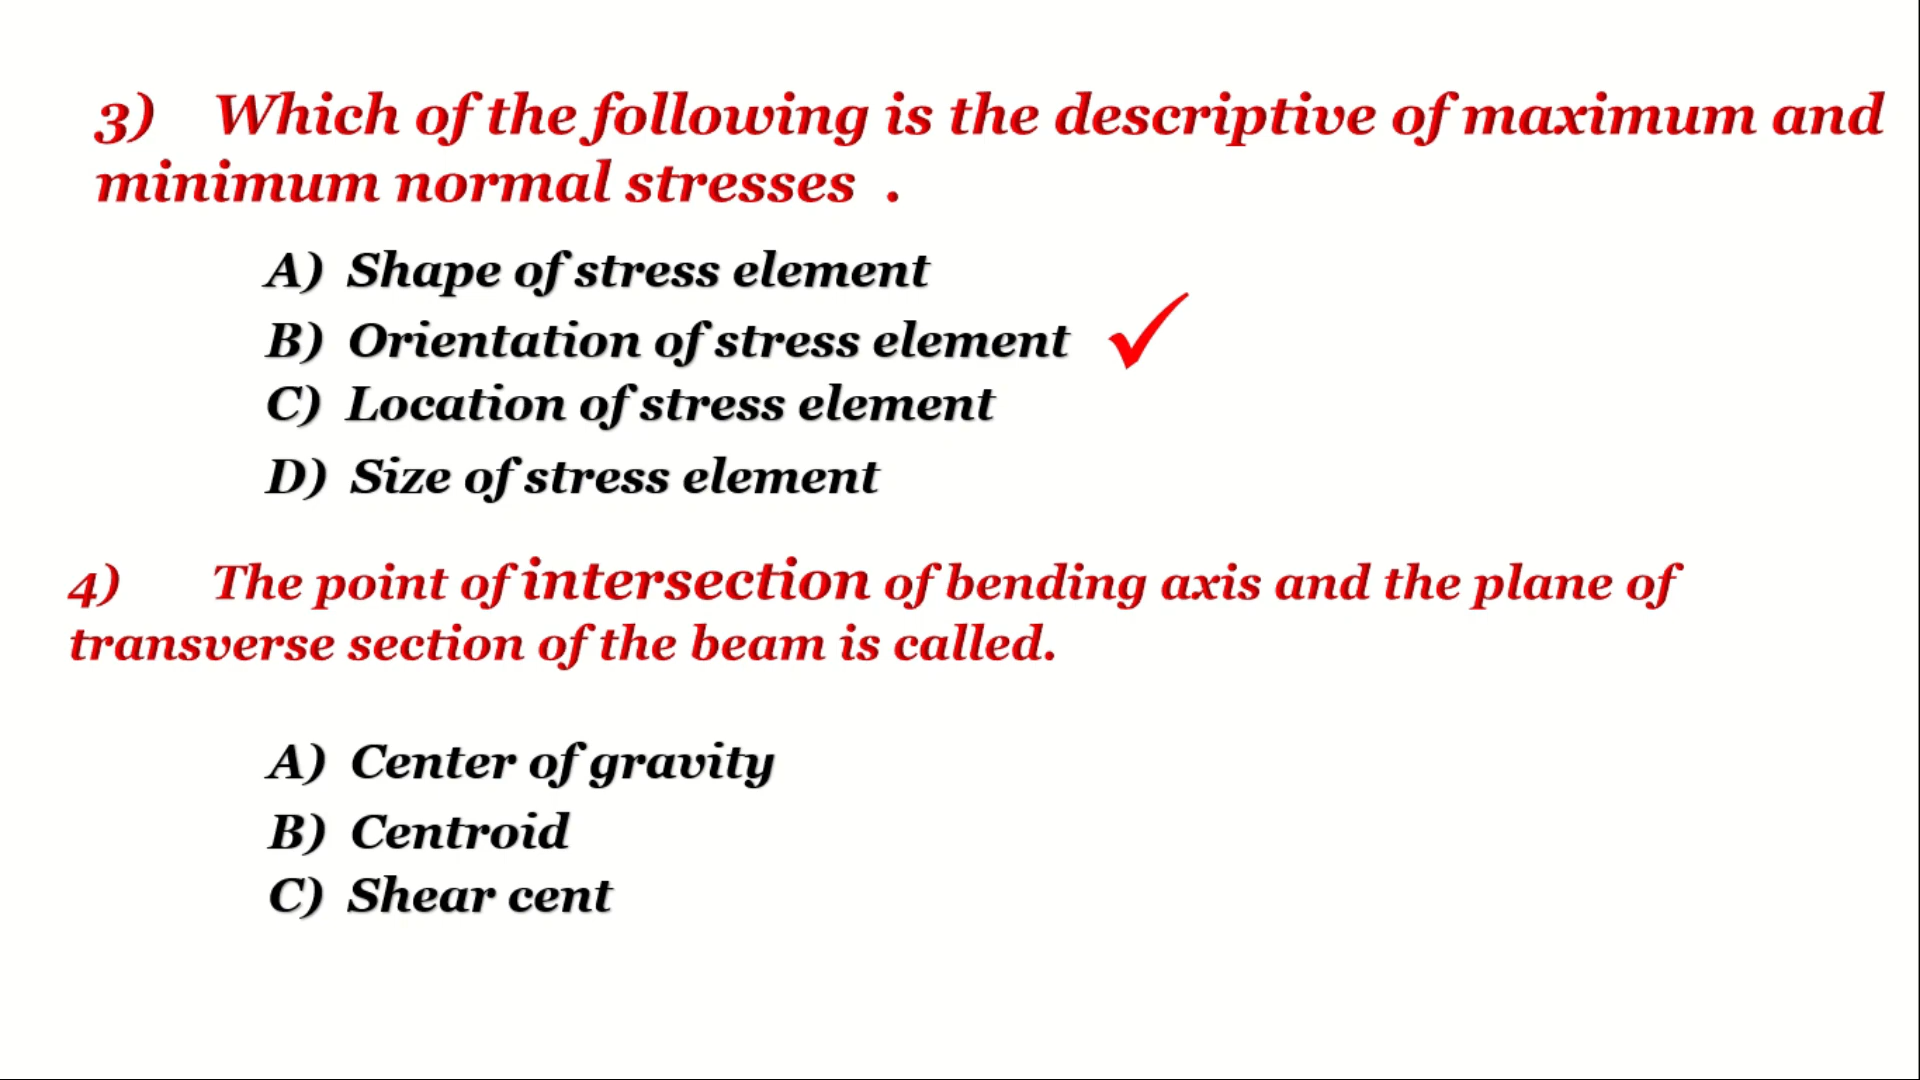 3) Which of the following is the descriptive of maximum and
minimum normal stresses .
A) Shape of stress element
B) Orientation of stress element
C) Location of stress element
D) Size of stress element
4) The point of intersection of bending axis and the plane of
transverse section of the beam is called.
A) Center of gravity
B) Centroid
C) Shear cent